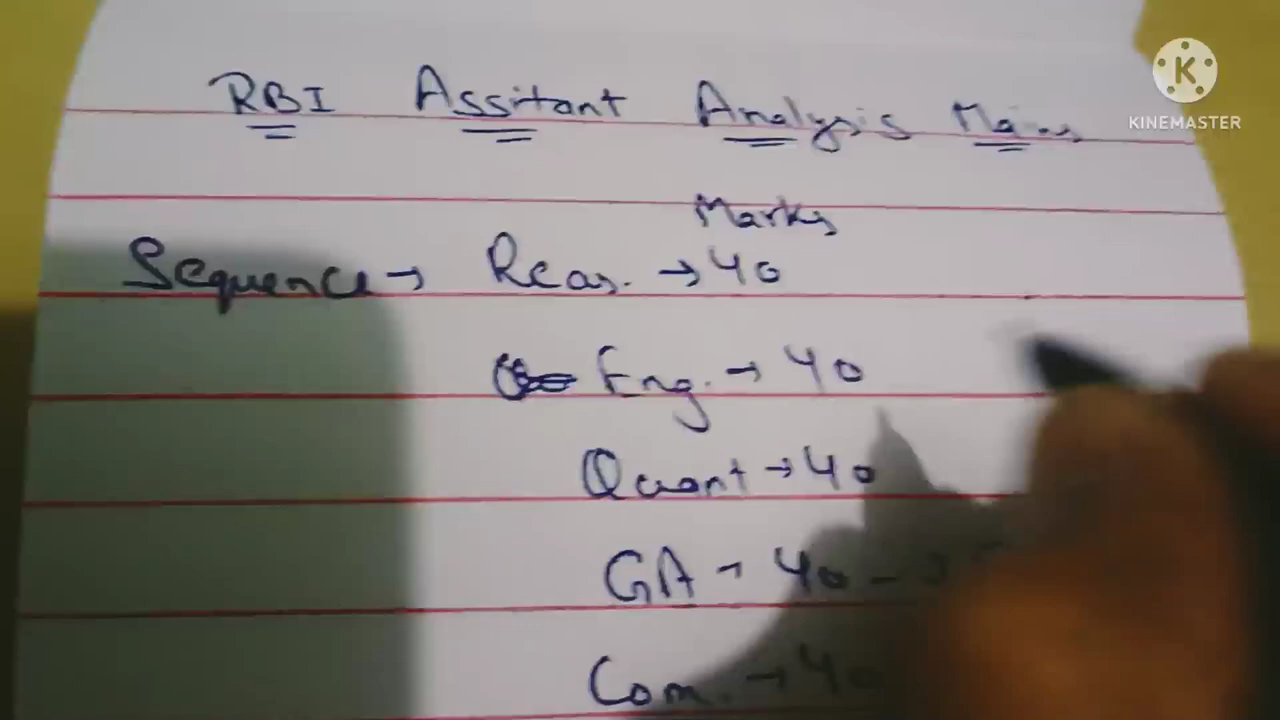 RBI Assitant Analysis Mains
KINEMASTER
Marks
Sequence → Reas. → 40
Eng. → 40
Quant → 40
GA → 40 -
Com. → 40